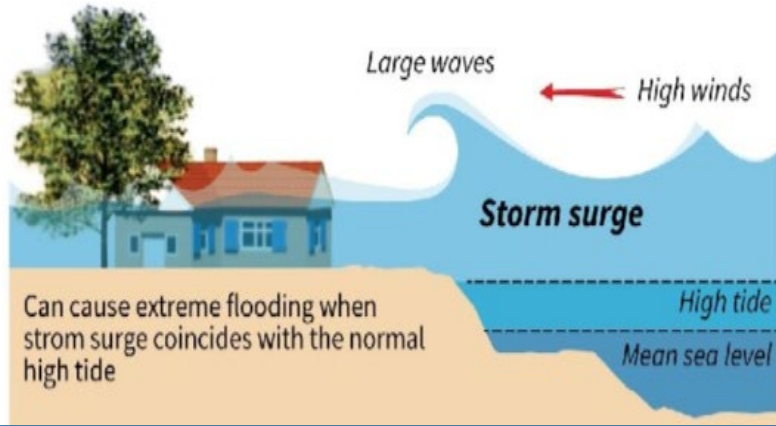 Large waves
High winds
Storm surge
High tide
Mean sea level
Can cause extreme flooding when
strom surge coincides with the normal
high tide